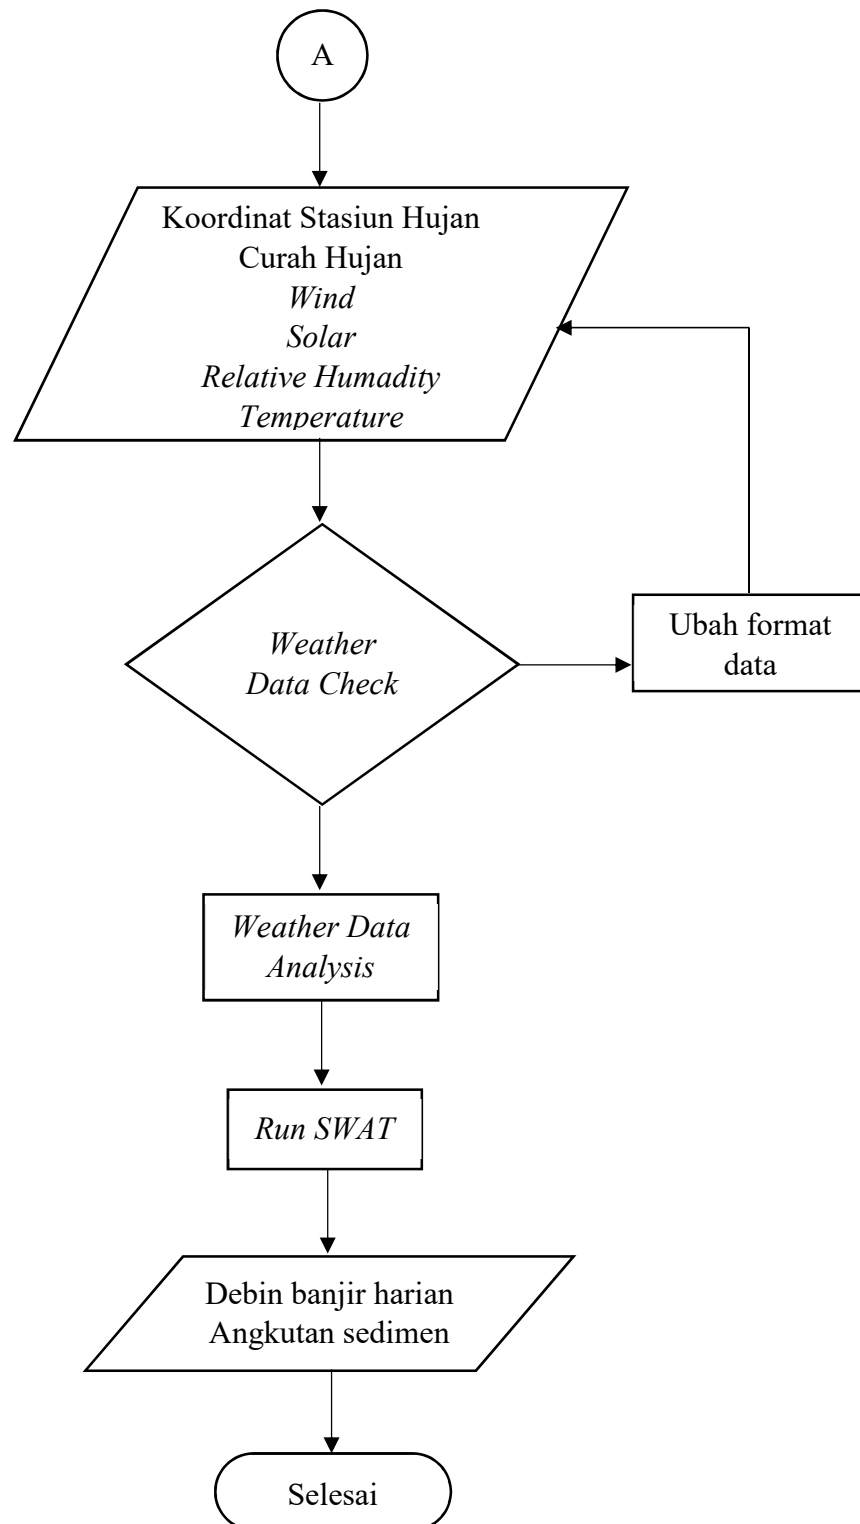 A
Koordinat Stasiun Hujan
Curah Hujan
Wind
Solar
Relative Humadity
Temperature
Weather
Data Check
Ubah format
data
Weather Data
Analysis
Run SWAT
Debin banjir harian
Angkutan sedimen
Selesai